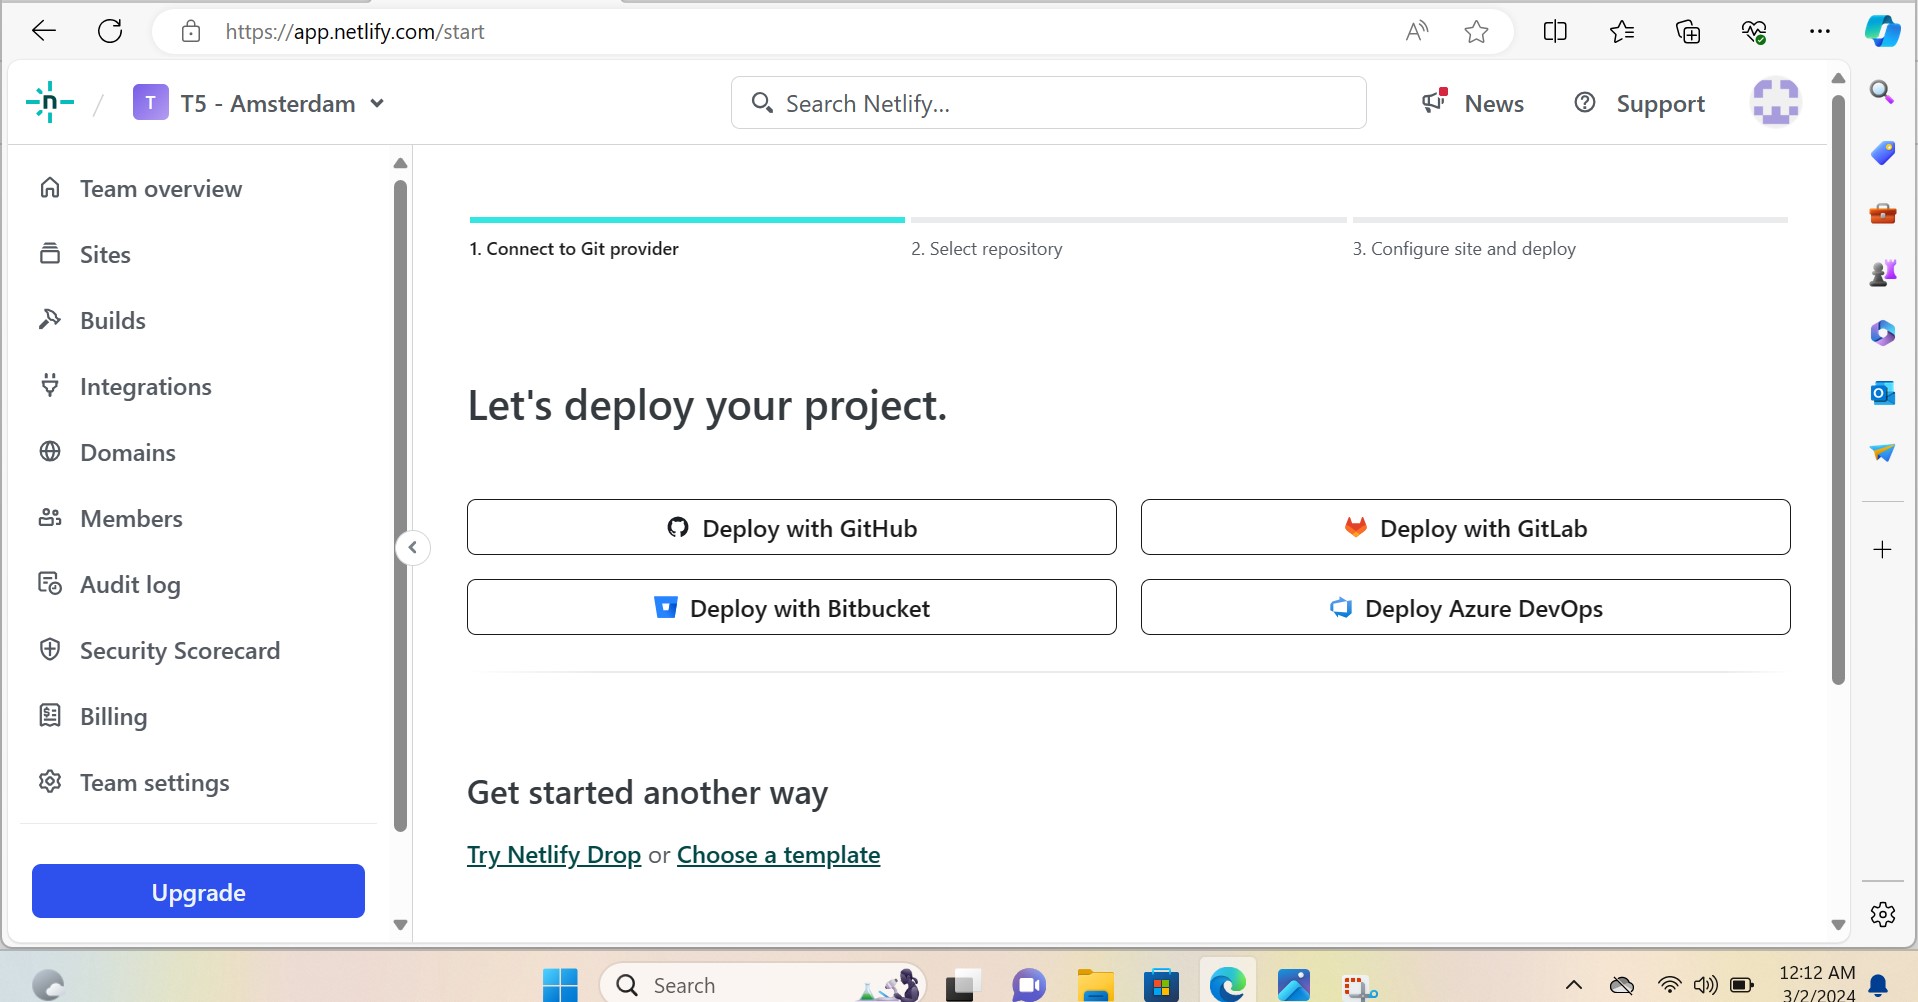 https://app.netlify.com/start
T T5 - Amsterdam
Search Netlify...
News
Support
Team overview
Sites
Builds
Integrations
Domains
Members
Audit log
Security Scorecard
Billing
Team settings
Upgrade
1. Connect to Git provider
2. Select repository
3. Configure site and deploy
Let's deploy your project.
Deploy with GitHub
Deploy with GitLab
Deploy with Bitbucket
Deploy Azure DevOps
Get started another way
Try Netlify Drop or Choose a template
Search
12:12 AM
3/2/2024